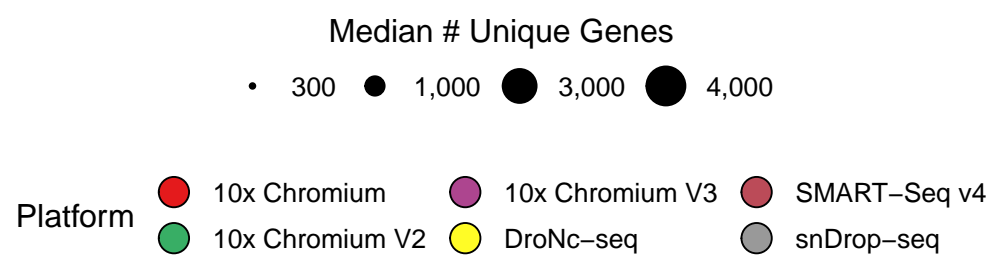 Median # Unique Genes
300 1,000 3,000 4,000
Platform
10x Chromium 10x Chromium V3 SMART−Seq v4
10x Chromium V2 DroNc−seq snDrop−seq